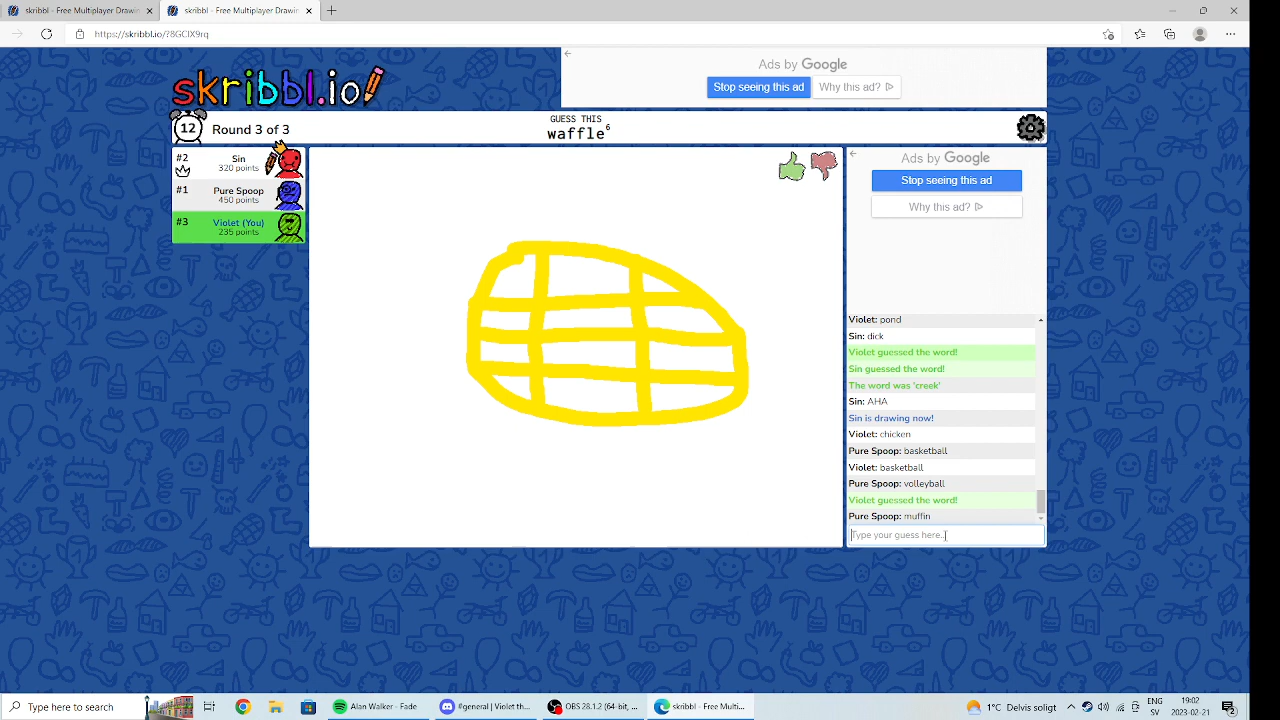 skribbl - Free Multiplayer Drawin
skribbl - Free Multiplayer Drawin
https://skribbl.io/?8GCIX9rq
skribbl.io
Ads by Google
Stop seeing this ad
Why this ad?
12
Round 3 of 3
GUESS THIS
waffle6
#2
Sin
320 points
#1
Pure Spoop
450 points
#3
Violet (You)
235 points
Ads by Google
Stop seeing this ad
Why this ad?
Violet: pond
Sin: dick
Violet guessed the word!
Sin guessed the word!
The word was 'creek'
Sin: AHA
Sin is drawing now!
Violet: chicken
Pure Spoop: basketball
Violet: basketball
Pure Spoop: volleyball
Violet guessed the word!
Pure Spoop: muffin
Type your guess here...
Type here to search
Alan Walker - Fade
#general | Violet th...
OBS 28.1.2 (64-bit, ...
skribbl - Free Multi...
1°C Delvis soligt
ENG
SV
19:02
2023-02-21
2